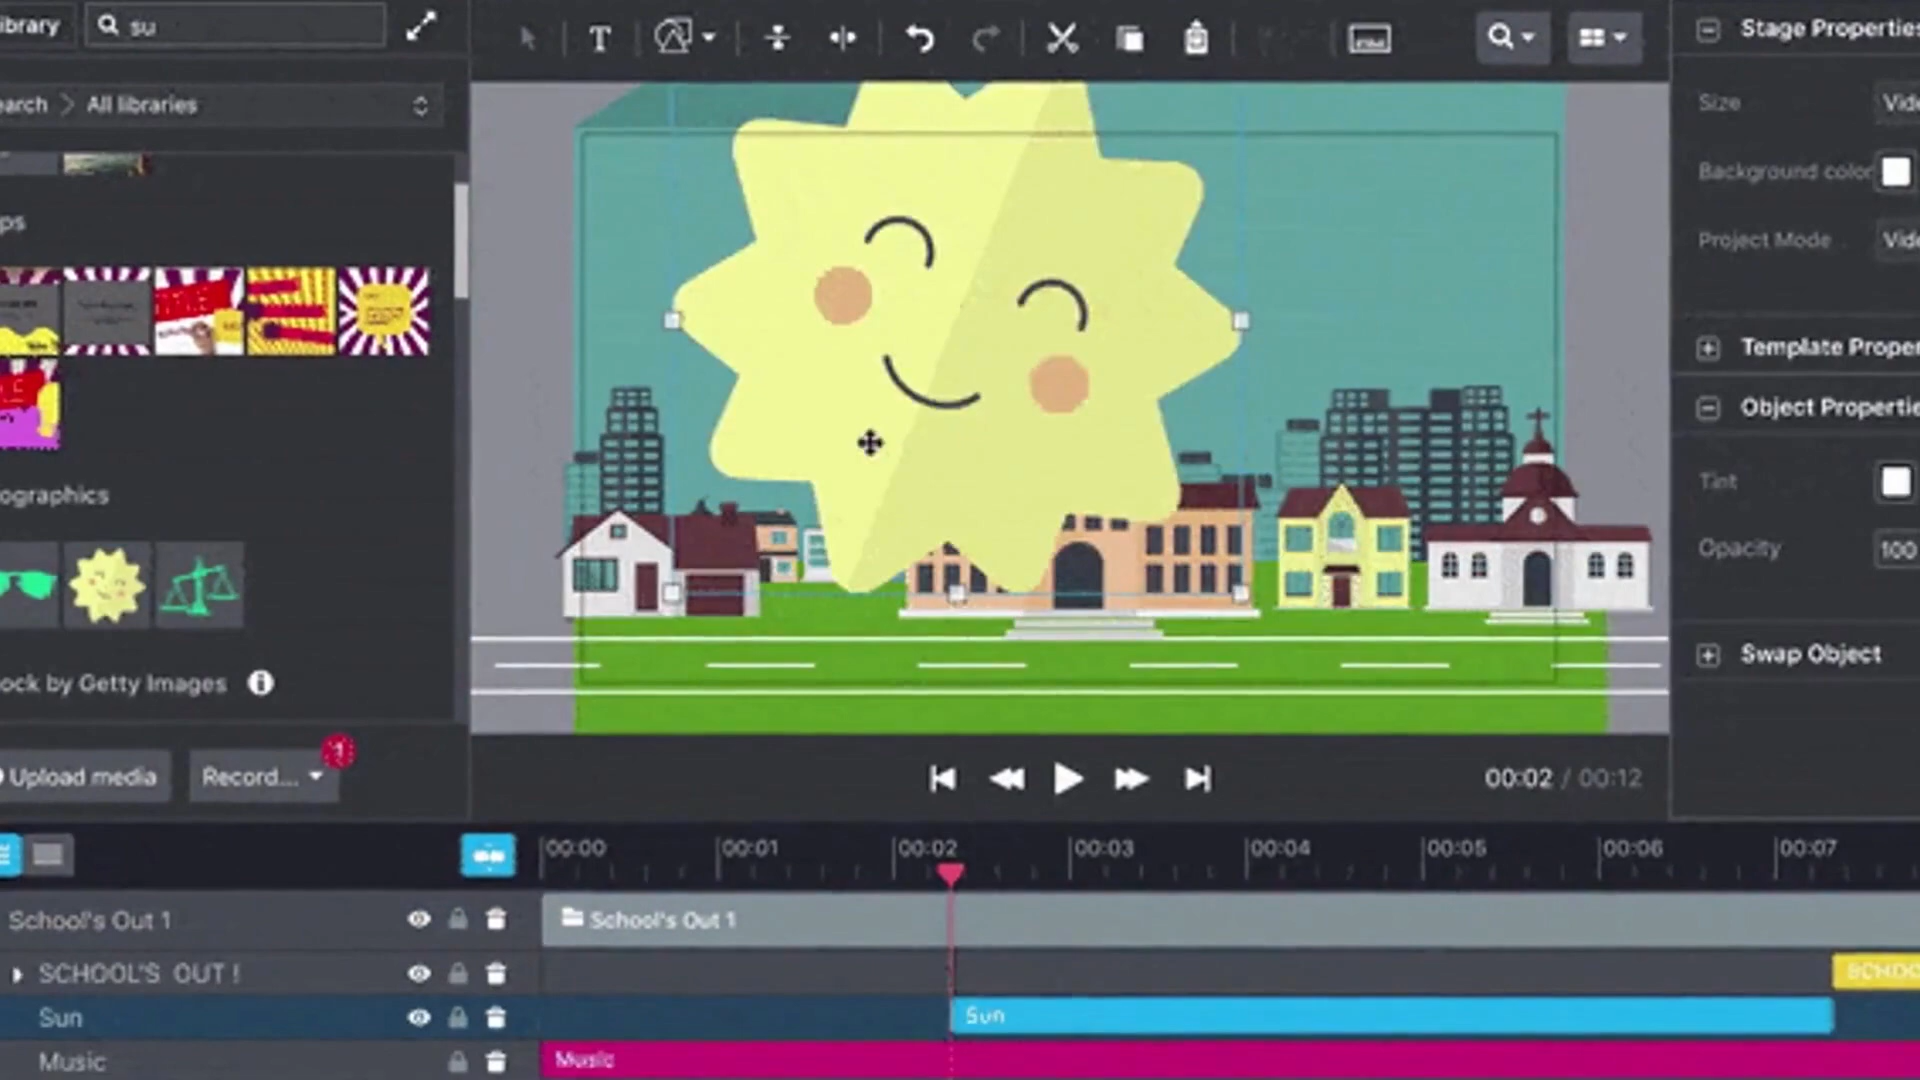 ibrary
su
earch > All libraries
ps
ographics
ock by Getty Images
Upload media
Record...
1
T
Stage Properties
Size
Vide
Background color
Project Mode
Vide
Template Proper
Object Propertie
Tint
Opacity
100
Swap Object
00:02 / 00:12
00:00
00:01
00:02
00:03
00:04
00:05
00:06
00:07
School's Out 1
School's Out 1
SCHOOL'S OUT !
SCHOO
Sun
Sun
Music
Music